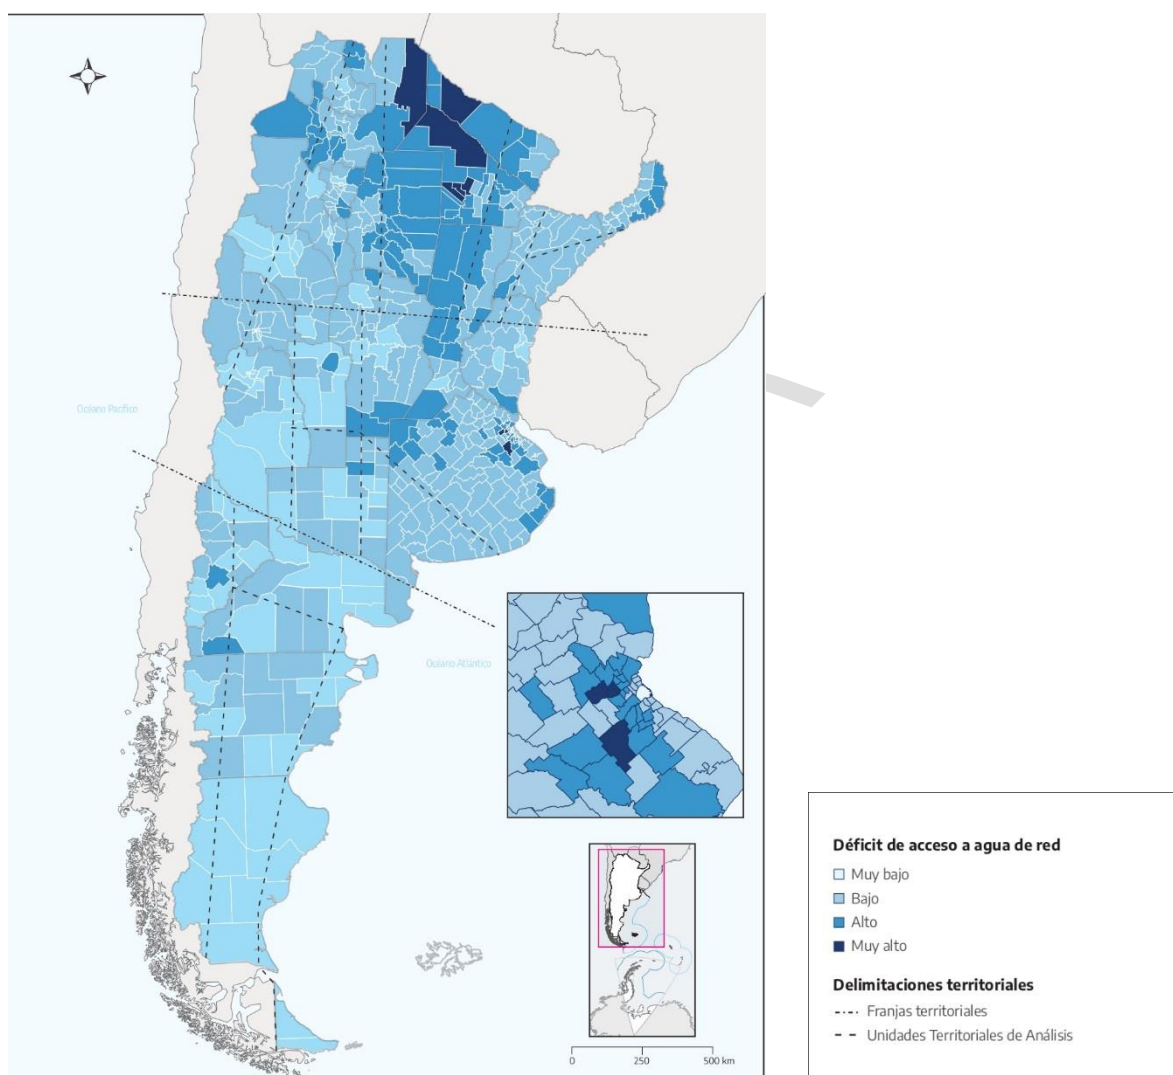 Océano Pacífico
Océano Atlántico
0 250 500 km
Déficit de acceso a agua de red
Muy bajo
Bajo
Alto
Muy alto
Delimitaciones territoriales
Franjas territoriales
Unidades Territoriales de Análisis